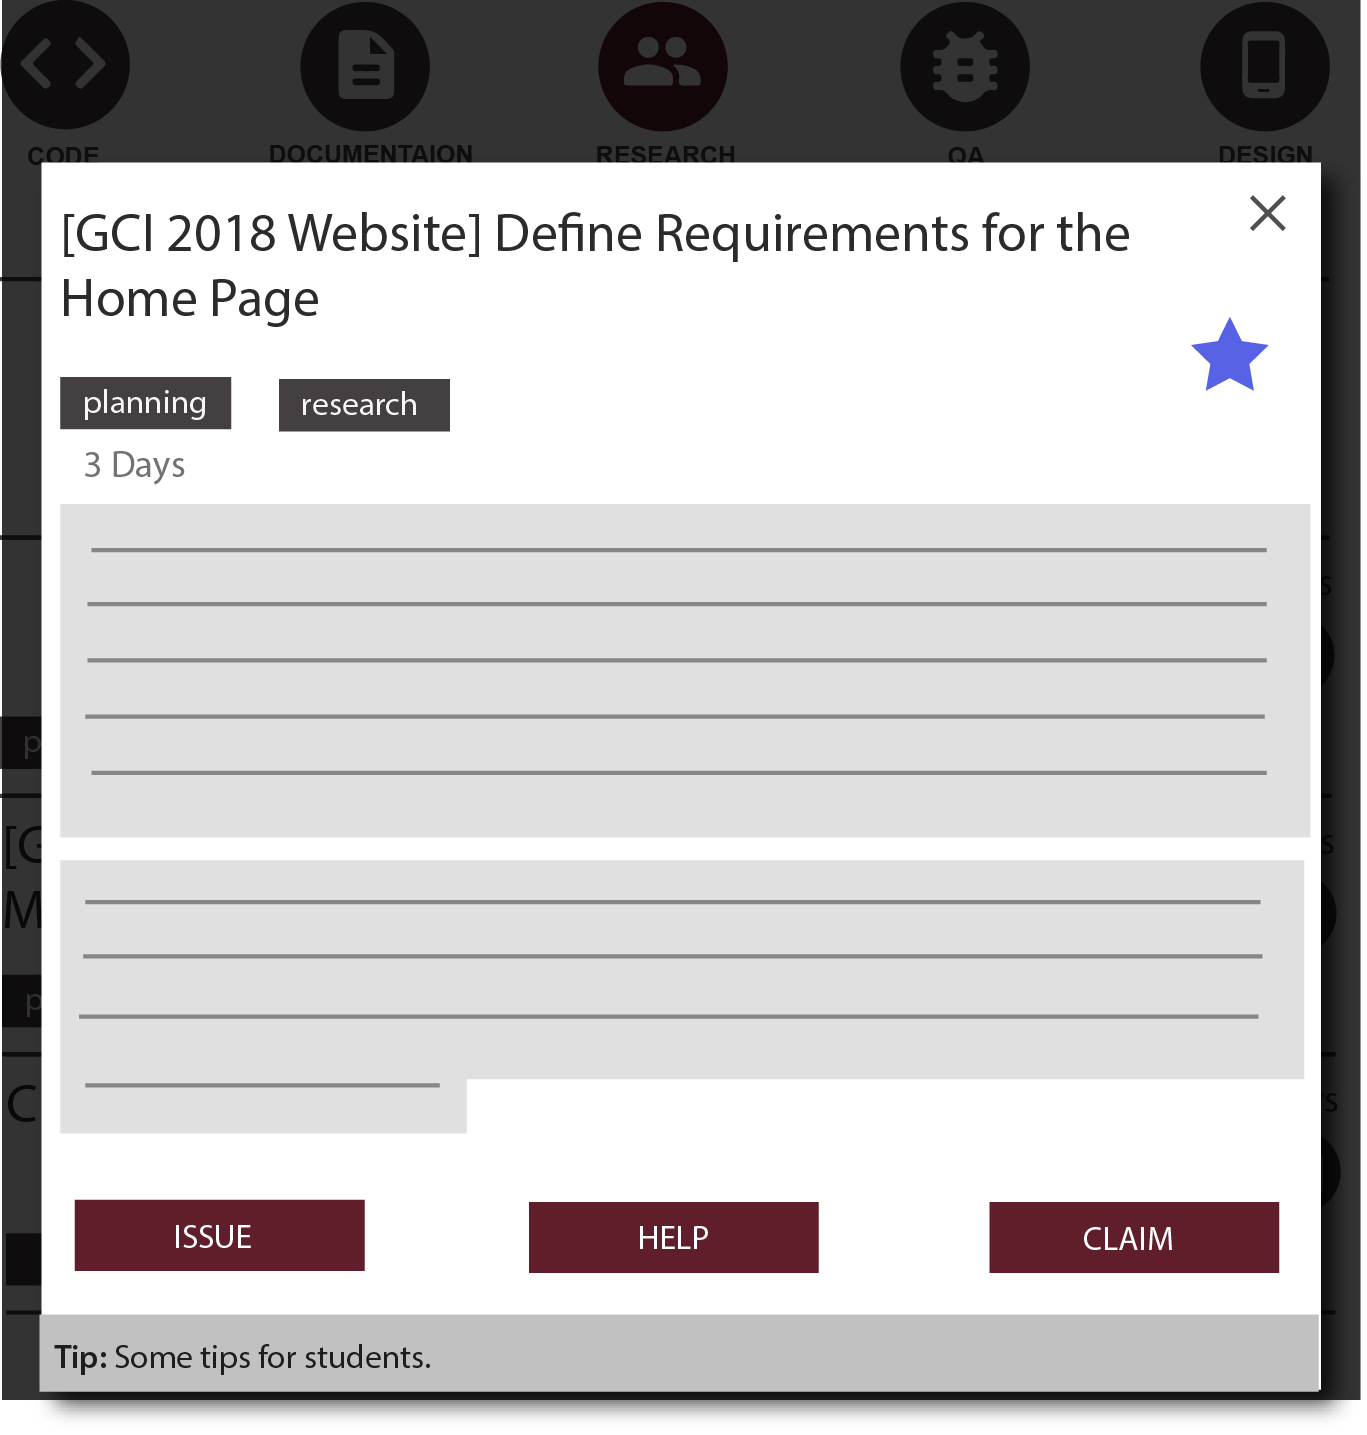 CODE
DOCUMENTAION
RESEARCH
QA
DESIGN
[GCI 2018 Website] Define Requirements for the
Home Page
planning
research
3 Days
s
p
[G
s
M
p
C
s
ISSUE
HELP
CLAIM
Tip: Some tips for students.